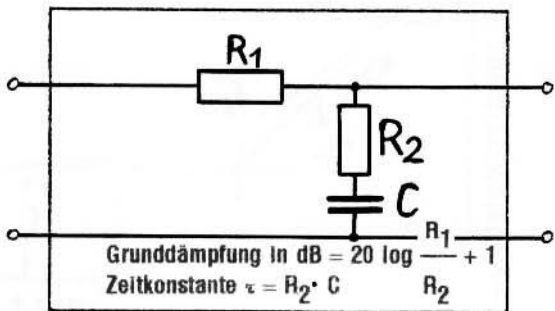 R1
R2
C
Grunddämpfung in dB = 20 log R1/R2 + 1
Zeitkonstante τ = R2 · C